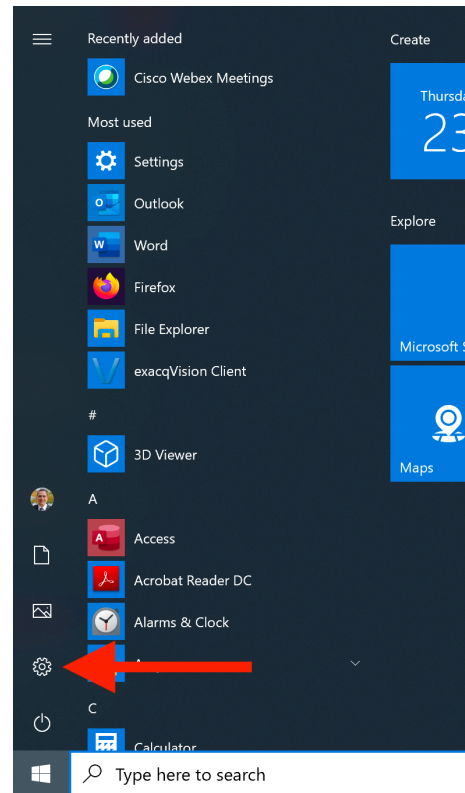 Recently added
Cisco Webex Meetings
Most used
Settings
Outlook
Word
Firefox
File Explorer
exacqVision Client
#
3D Viewer
A
Access
Acrobat Reader DC
Alarms & Clock
C
Calculator
Create
Thursda
23
Explore
Microsoft S
Maps
Type here to search